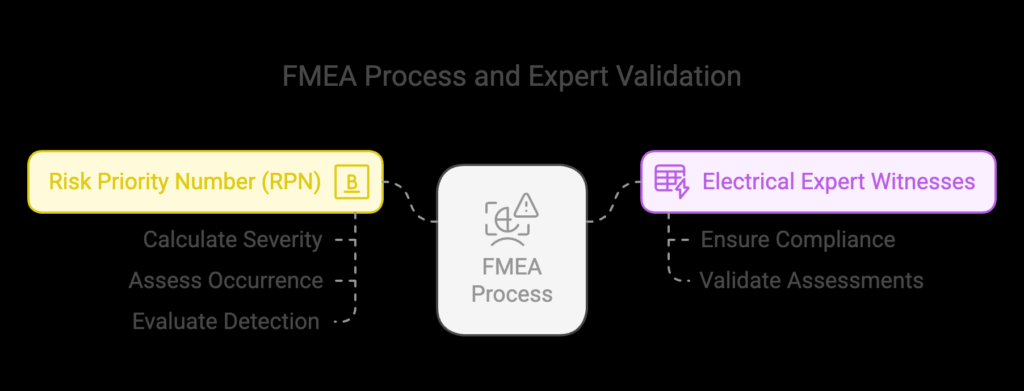 FMEA Process and Expert Validation
Risk Priority Number (RPN)
B
Calculate Severity
Assess Occurrence
Evaluate Detection
FMEA
Process
Electrical Expert Witnesses
Ensure Compliance
Validate Assessments